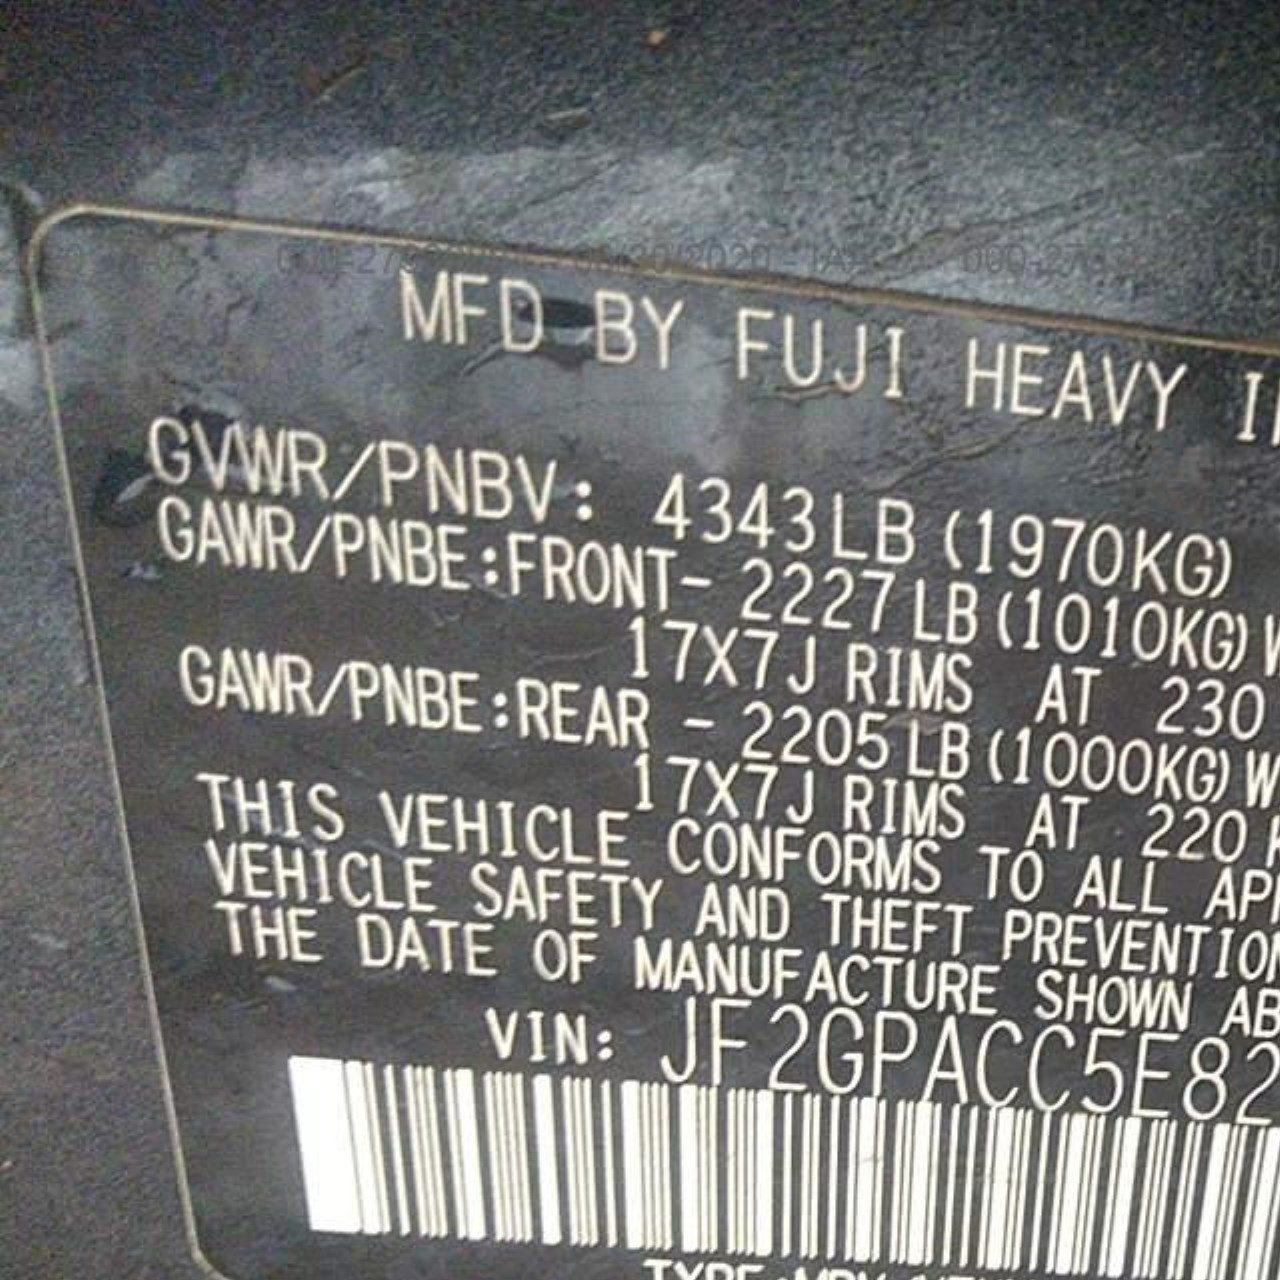 MFD BY FUJI HEAVY
GVWR/PNBV: 4343LB (1970KG)
GAWR/PNBE:FRONT- 2227LB (1010KG)
17X7J RIMS AT 230
GAWR/PNBE:REAR - 2205LB (1000KG)
17X7J RIMS AT 220
THIS VEHICLE CONFORMS TO ALL
VEHICLE SAFETY AND THEFT PREVENTION
THE DATE OF MANUFACTURE SHOWN
VIN: JF2GPACC5E82